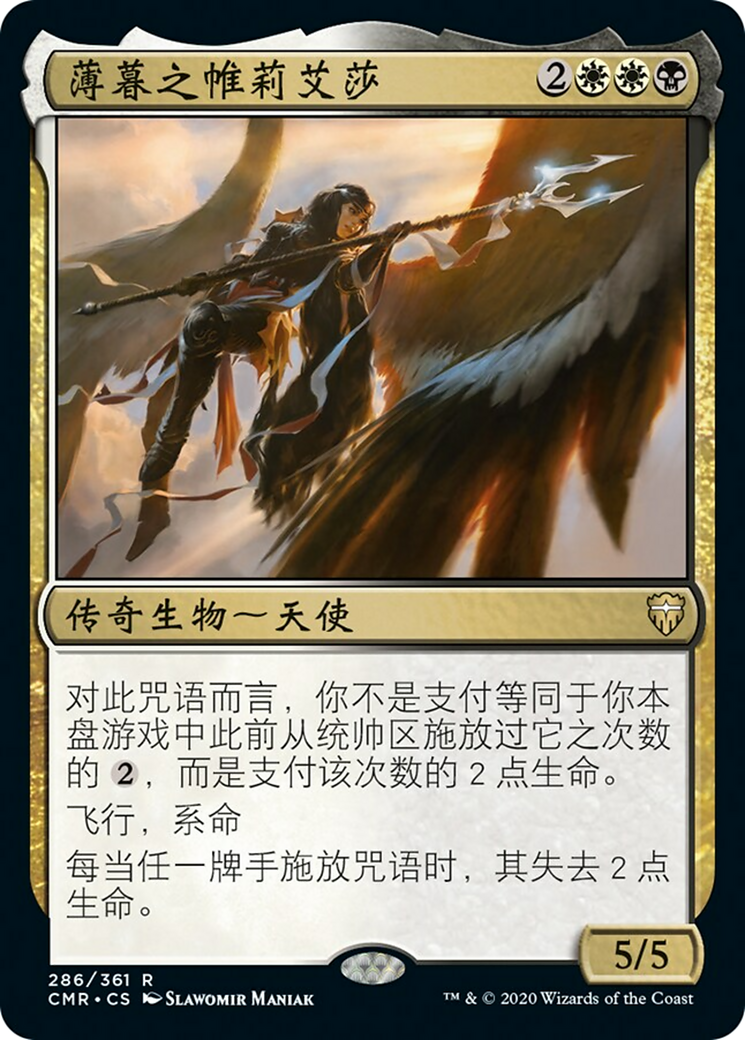 薄暮之帷莉艾莎
2
传奇生物～天使
对此咒语而言，你不是支付等同于你本
盘游戏中此前从统帅区施放过它之次数
的 2，而是支付该次数的 2 点生命。
飞行，系命
每当任一牌手施放咒语时，其失去 2 点
生命。
5/5
286/361 R
CMR • CS SLAWOMIR MANIAK
™ & © 2020 Wizards of the Coast